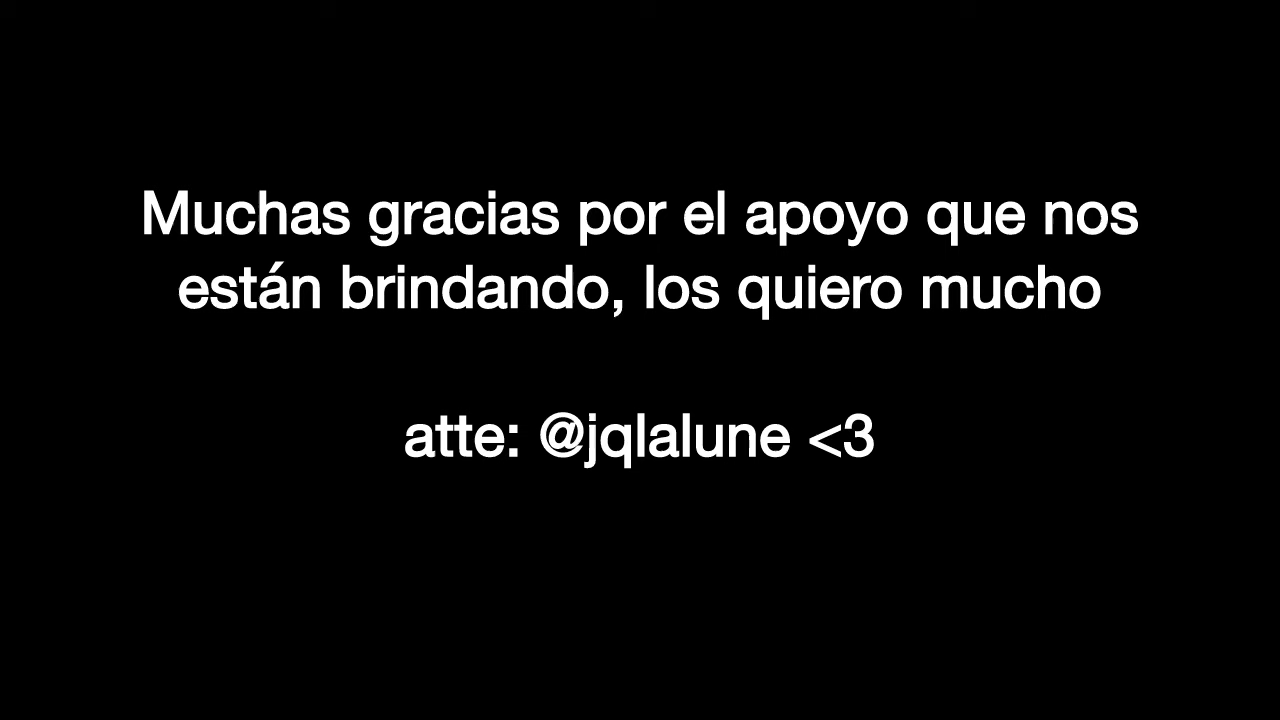 Muchas gracias por el apoyo que nos
están brindando, los quiero mucho
atte: @jqlalune <3